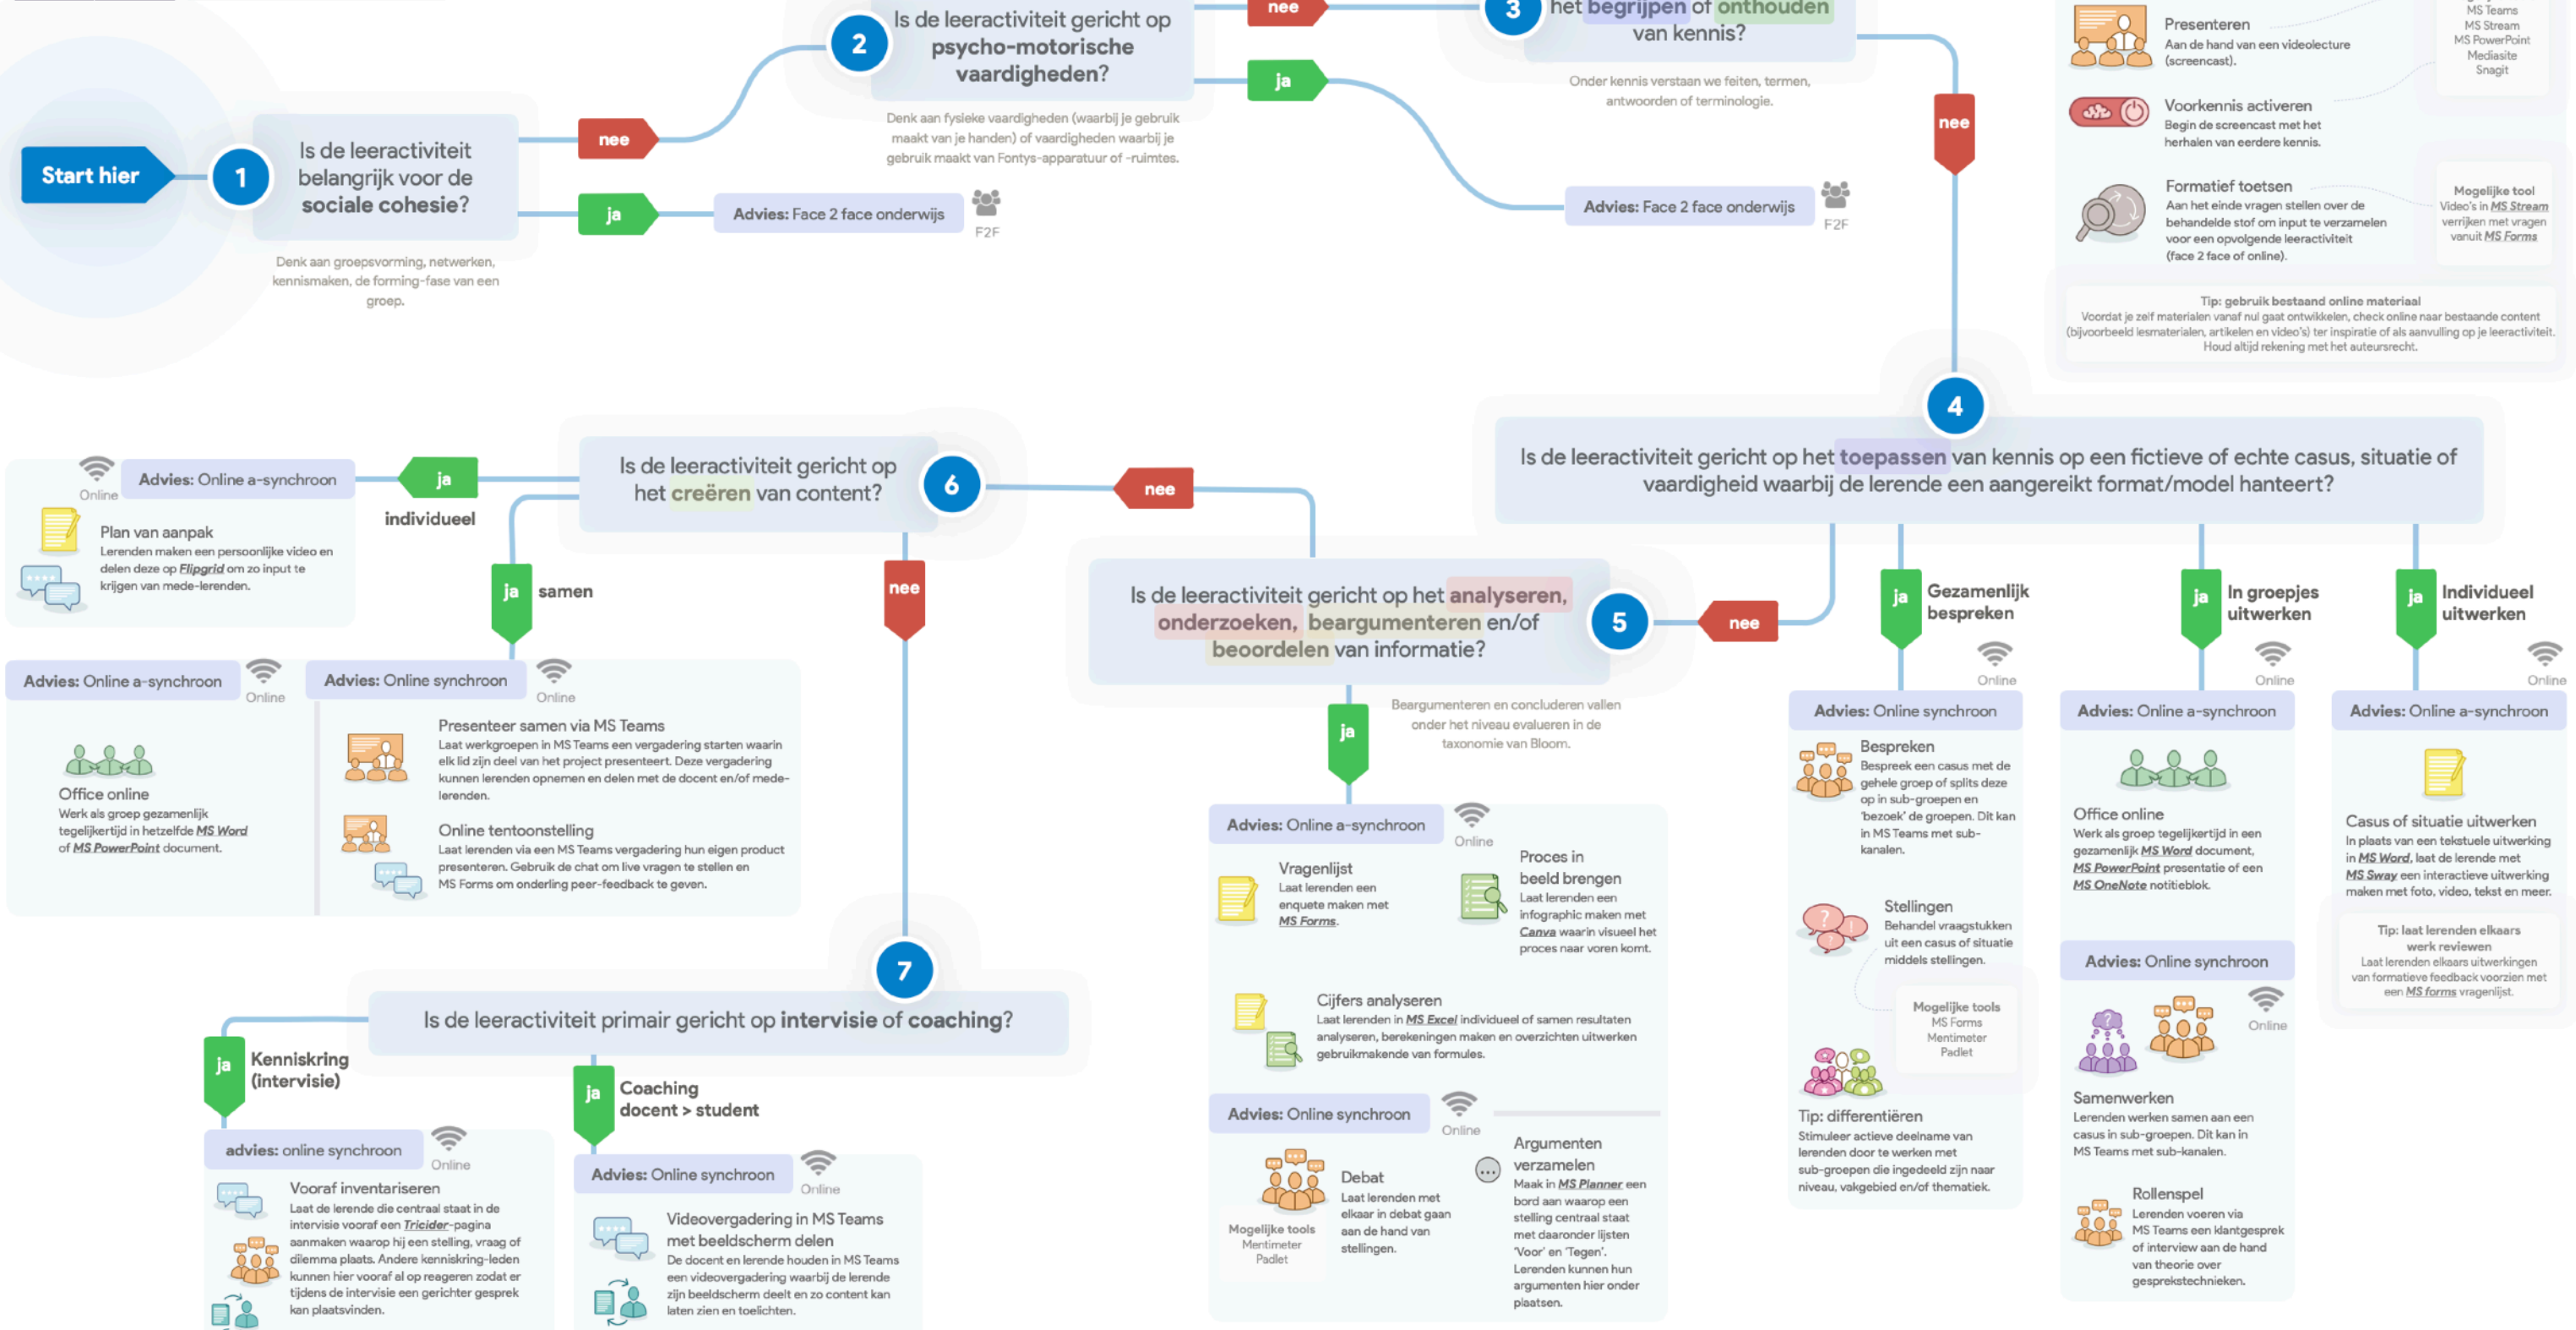 Start hier
1
Is de leeractiviteit
belangrijk voor de
sociale cohesie?
Denk aan groepsvorming, netwerken,
kennismaken, de forming-fase van een
groep.
nee
ja
Advies: Face 2 face onderwijs
F2F
2
Is de leeractiviteit gericht op
psycho-motorische
vaardigheden?
Denk aan fysieke vaardigheden (waarbij je gebruik
maakt van je handen) of vaardigheden waarbij je
gebruik maakt van Fontys-apparatuur of -ruimtes.
nee
ja
Advies: Face 2 face onderwijs
F2F
3
het begrijpen of onthouden
van kennis?
Onder kennis verstaan we feiten, termen,
antwoorden of terminologie.
nee
Presenteren
Aan de hand van een videolecture
(screencast).
MS Teams
MS Stream
MS PowerPoint
Mediasite
Snagit
Voorkennis activeren
Begin de screencast met het
herhalen van eerdere kennis.
Formatief toetsen
Aan het einde vragen stellen over de
behandelde stof om input te verzamelen
voor een opvolgende leeractiviteit
(face 2 face of online).
Mogelijke tool
Video's in MS Stream
verrijken met vragen
vanuit MS Forms
Tip: gebruik bestaand online materiaal
Voordat je zelf materialen vanaf nul gaat ontwikkelen, check online naar bestaande content
(bijvoorbeeld lesmaterialen, artikelen en video's) ter inspiratie of als aanvulling op je leeractiviteit.
Houd altijd rekening met het auteursrecht.
4
Is de leeractiviteit gericht op het toepassen van kennis op een fictieve of echte casus, situatie of
vaardigheid waarbij de lerende een aangereikt format/model hanteert?
ja
Gezamenlijk
bespreken
Online
Advies: Online synchroon
Bespreken
Bespreek een casus met de
gehele groep of splits deze
op in sub-groepen en
'bezoek' de groepen. Dit kan
in MS Teams met sub-
kanalen.
Stellingen
Behandel vraagstukken
uit een casus of situatie
middels stellingen.
Mogelijke tools
MS Forms
Mentimeter
Padlet
Tip: differentiëren
Stimuleer actieve deelname van
lerenden door te werken met
sub-groepen die ingedeeld zijn naar
niveau, vakgebied en/of thematiek.
ja
In groepjes
uitwerken
Online
Advies: Online a-synchroon
Office online
Werk als groep tegelijkertijd in een
gezamenlijk MS Word document,
MS PowerPoint presentatie of een
MS OneNote notitieblok.
Advies: Online synchroon
Online
Samenwerken
Lerenden werken samen aan een
casus in sub-groepen. Dit kan in
MS Teams met sub-kanalen.
Rollenspel
Lerenden voeren via
MS Teams een klantgesprek
of interview aan de hand
van theorie over
gesprekstechnieken.
ja
Individueel
uitwerken
Online
Advies: Online a-synchroon
Casus of situatie uitwerken
In plaats van een tekstuele uitwerking
in MS Word, laat de lerende met
MS Sway een interactieve uitwerking
maken met foto, video, tekst en meer.
Tip: laat lerenden elkaars
werk reviewen
Laat lerenden elkaars uitwerkingen
van formatieve feedback voorzien met
een MS forms vragenlijst.
nee
5
Is de leeractiviteit gericht op het analyseren,
onderzoeken, beargumenteren en/of
beoordelen van informatie?
Beargumenteren en concluderen vallen
onder het niveau evalueren in de
taxonomie van Bloom.
ja
Advies: Online a-synchroon
Online
Vragenlijst
Laat lerenden een
enquete maken met
MS Forms.
Proces in
beeld brengen
Laat lerenden een
infographic maken met
Canva waarin visueel het
proces naar voren komt.
Cijfers analyseren
Laat lerenden in MS Excel individueel of samen resultaten
analyseren, berekeningen maken en overzichten uitwerken
gebruikmakende van formules.
Advies: Online synchroon
Online
Debat
Laat lerenden met
elkaar in debat gaan
aan de hand van
stellingen.
Mogelijke tools
Mentimeter
Padlet
Argumenten
verzamelen
Maak in MS Planner een
bord aan waarop een
stelling centraal staat
met daaronder lijsten
'Voor' en 'Tegen'.
Lerenden kunnen hun
argumenten hier onder
plaatsen.
nee
6
Is de leeractiviteit gericht op
het creëren van content?
ja
individueel
Online
Advies: Online a-synchroon
Plan van aanpak
Lerenden maken een persoonlijke video en
delen deze op Flipgrid om zo input te
krijgen van mede-lerenden.
ja
samen
Advies: Online a-synchroon
Online
Office online
Werk als groep gezamenlijk
tegelijkertijd in hetzelfde MS Word
of MS PowerPoint document.
Advies: Online synchroon
Online
Presenteer samen via MS Teams
Laat werkgroepen in MS Teams een vergadering starten waarin
elk lid zijn deel van het project presenteert. Deze vergadering
kunnen lerenden opnemen en delen met de docent en/of mede-
lerenden.
Online tentoonstelling
Laat lerenden via een MS Teams vergadering hun eigen product
presenteren. Gebruik de chat om live vragen te stellen en
MS Forms om onderling peer-feedback te geven.
nee
7
Is de leeractiviteit primair gericht op intervisie of coaching?
ja
Kenniskring
(intervisie)
advies: online synchroon
Online
Vooraf inventariseren
Laat de lerende die centraal staat in de
intervisie vooraf een Tricider-pagina
aanmaken waarop hij een stelling, vraag of
dilemma plaats. Andere kenniskring-leden
kunnen hier vooraf al op reageren zodat er
tijdens de intervisie een gerichter gesprek
kan plaatsvinden.
ja
Coaching
docent > student
Advies: Online synchroon
Online
Videovergadering in MS Teams
met beeldscherm delen
De docent en lerende houden in MS Teams
een videovergadering waarbij de lerende
zijn beeldscherm deelt en zo content kan
laten zien en toelichten.